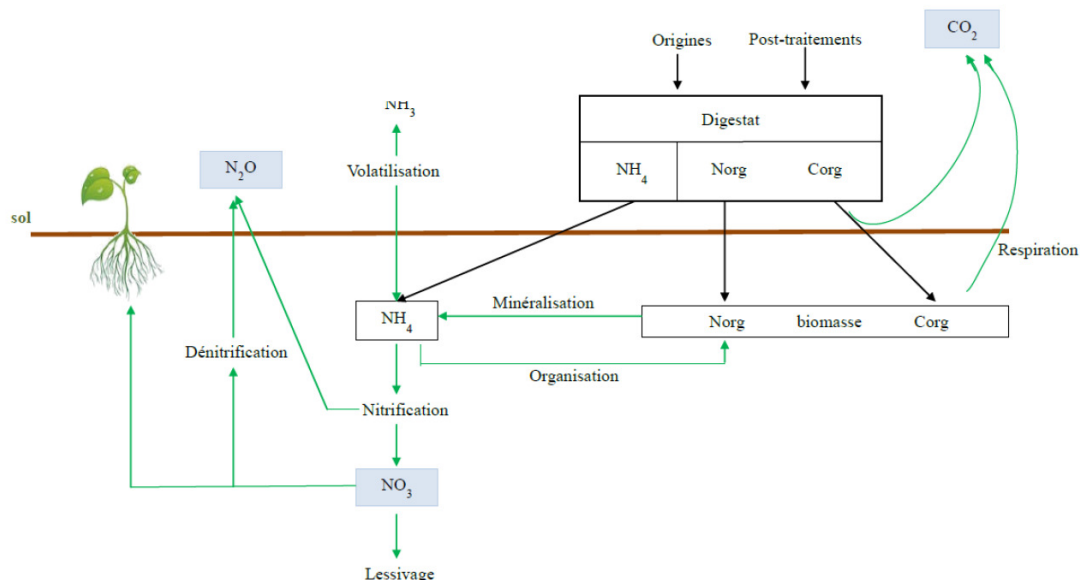 Origines Post-traitements CO2
NH3
Digestat
N2O Volatilisation NH4 Norg Corg
sol
Respiration
Minéralisation
NH4 Norg biomasse Corg
Dénitrification
Organisation
Nitrification
NO3
Lessivage